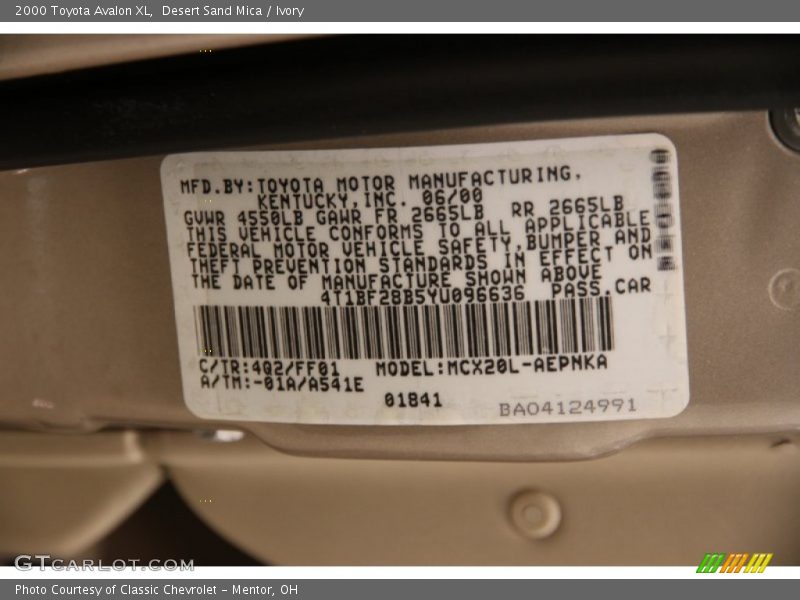 2000 Toyota Avalon XL, Desert Sand Mica / Ivory
MFD.BY:TOYOTA MOTOR MANUFACTURING,
KENTUCKY,INC. 06/00
GVWR 4550LB GAWR FR 2665LB RR 2665LB
THIS VEHICLE CONFORMS TO ALL APPLICABLE
FEDERAL MOTOR VEHICLE SAFETY,BUMPER AND
THEFT PREVENTION STANDARDS IN EFFECT ON
THE DATE OF MANUFACTURE SHOWN ABOVE
4T1BF28B5YU096636 PASS.CAR
C/TR:4Q2/FF01 MODEL:MCX20L-AEPNKA
A/TM:-01A/A541E
01841
BA04124991
GTCARLOT.COM
Photo Courtesy of Classic Chevrolet - Mentor, OH